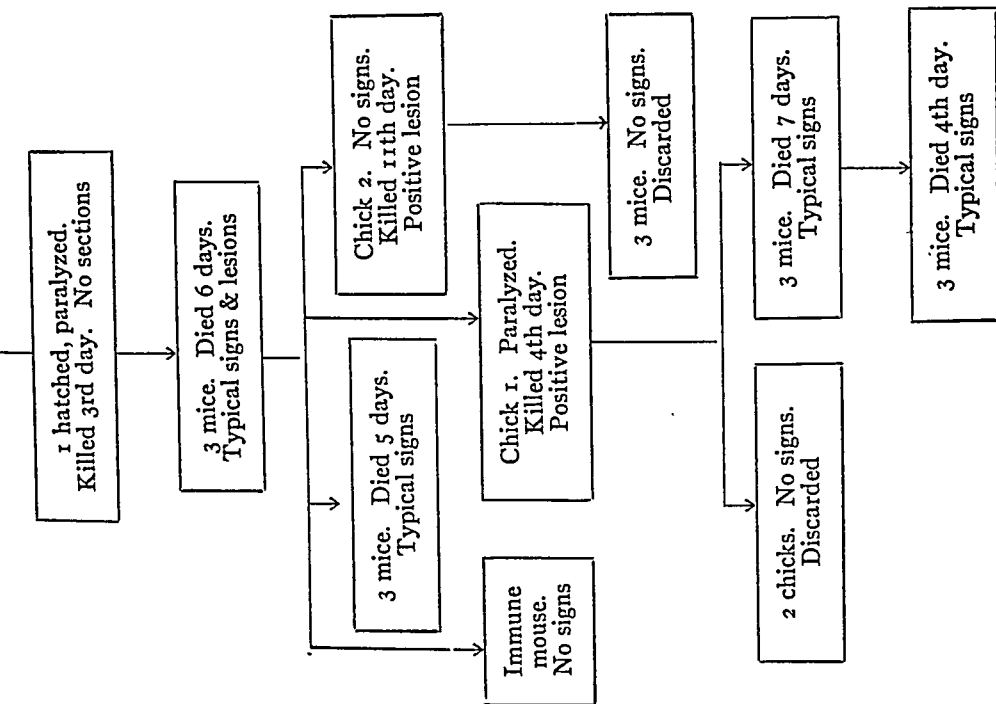 1 hatched, paralyzed.
Killed 3rd day. No sections
3 mice. Died 6 days.
Typical signs & lesions
Immune
mouse.
No signs
3 mice. Died 5 days.
Typical signs
Chick 1. Paralyzed.
Killed 4th day.
Positive lesion
Chick 2. No signs.
Killed 11th day.
Positive lesion
2 chicks. No signs.
Discarded
3 mice. Died 7 days.
Typical signs
3 mice. No signs.
Discarded
3 mice. Died 4th day.
Typical signs